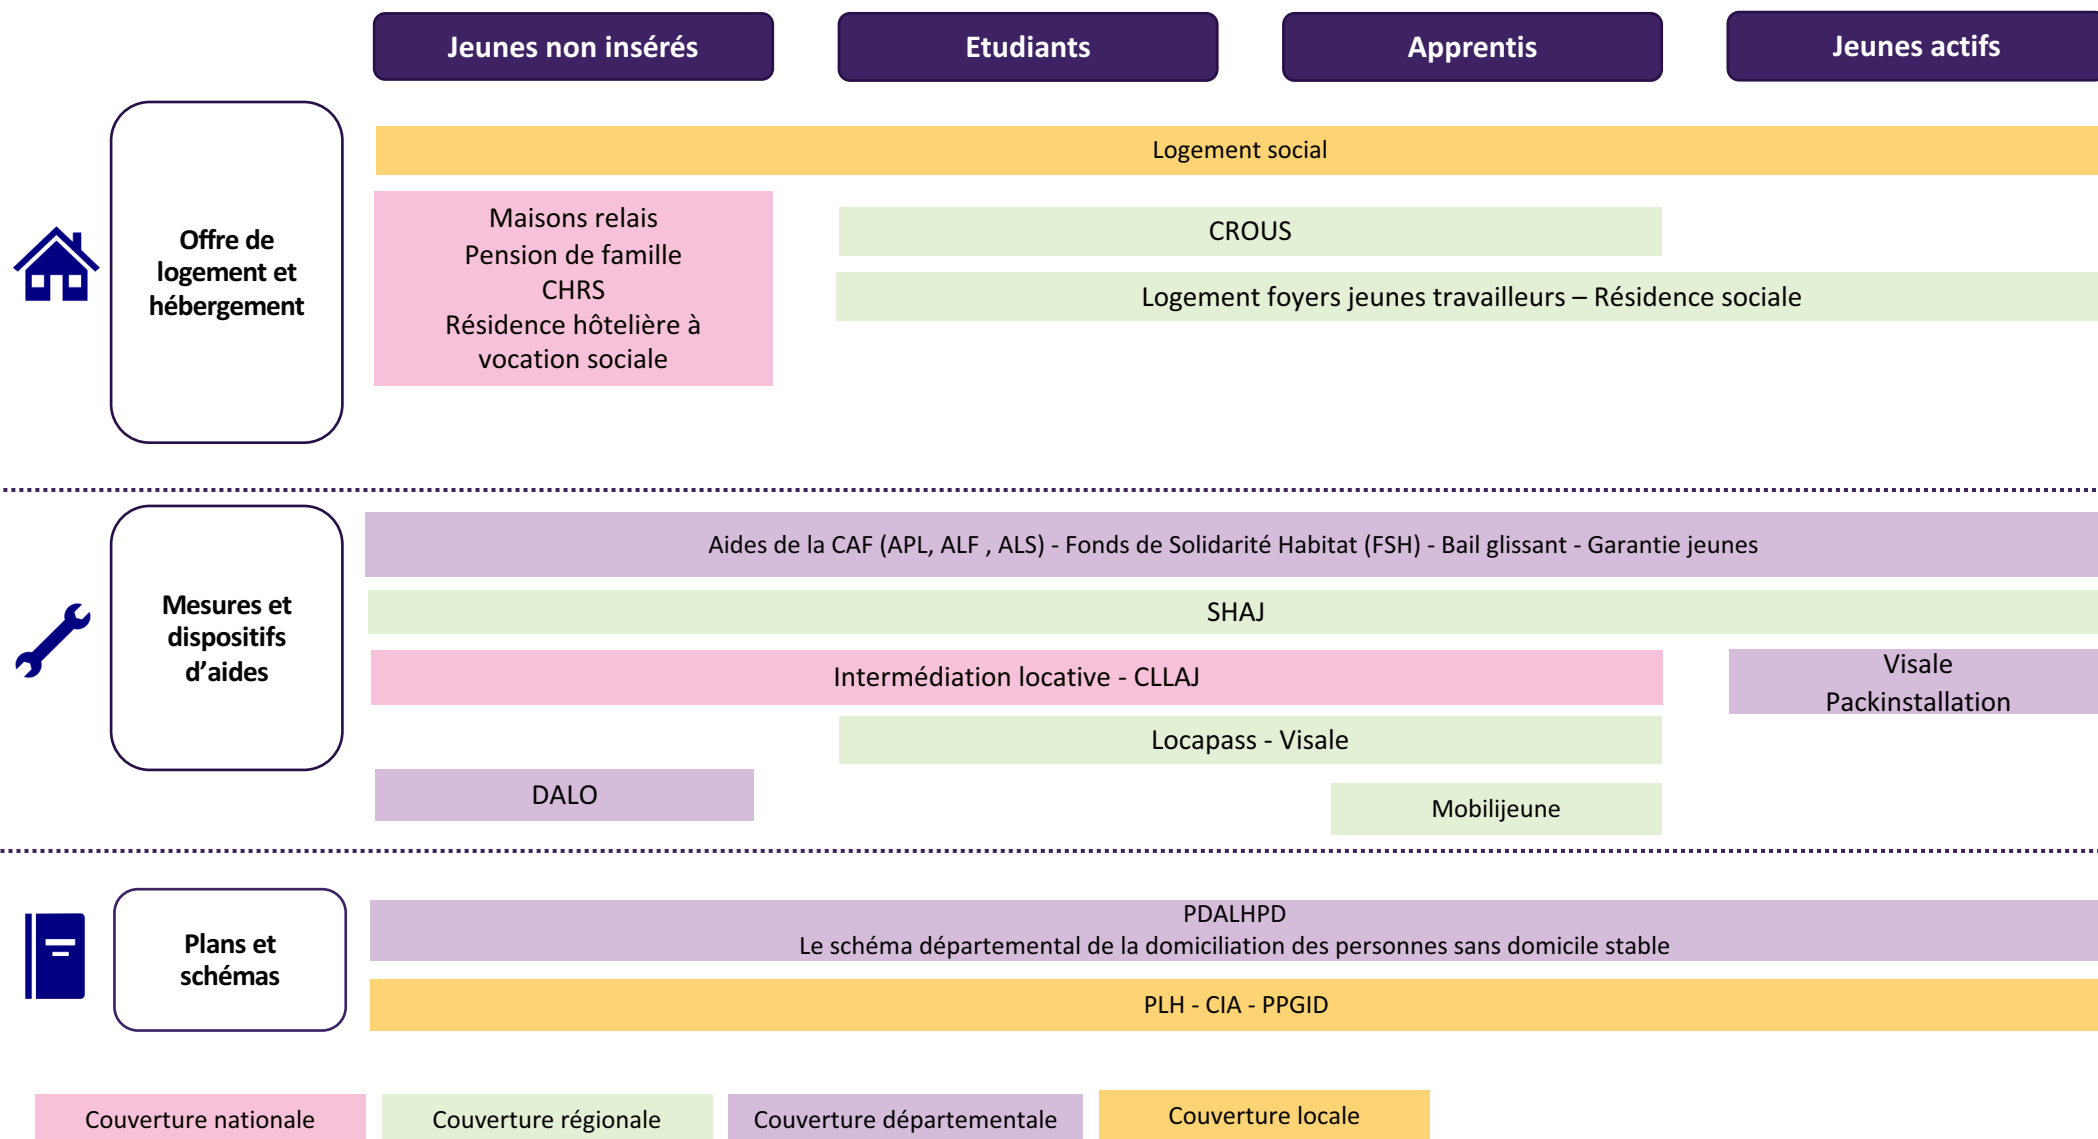 Jeunes non insérés
Etudiants
Apprentis
Jeunes actifs
Offre de
logement et
hébergement
Logement social
Maisons relais
Pension de famille
CHRS
Résidence hôtelière à
vocation sociale
CROUS
Logement foyers jeunes travailleurs – Résidence sociale
Mesures et
dispositifs
d’aides
Aides de la CAF (APL, ALF , ALS) - Fonds de Solidarité Habitat (FSH) - Bail glissant - Garantie jeunes
SHAJ
Intermédiation locative - CLLAJ
Visale
Packinstallation
Locapass - Visale
DALO
Mobilijeune
Plans et
schémas
PDALHPD
Le schéma départemental de la domiciliation des personnes sans domicile stable
PLH - CIA - PPGID
Couverture nationale
Couverture régionale
Couverture départementale
Couverture locale